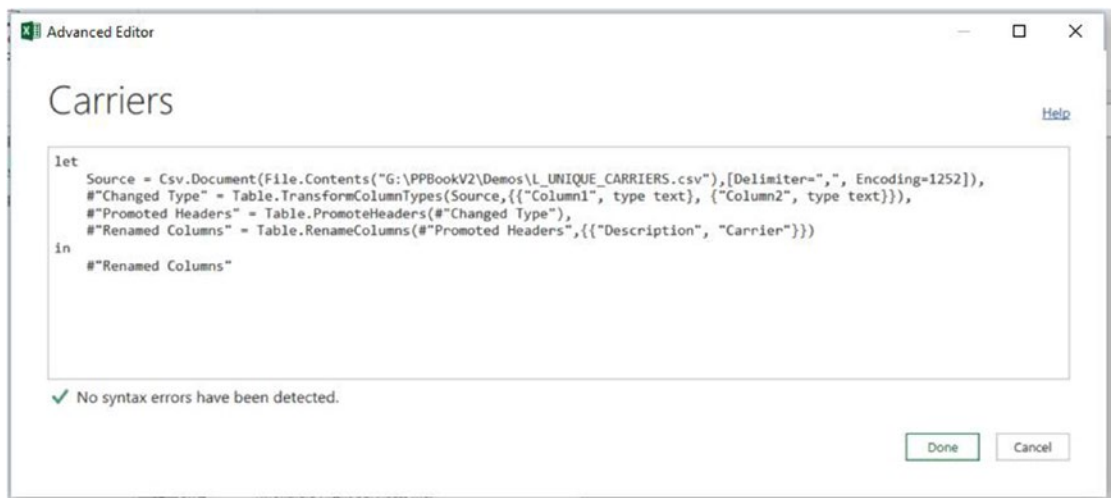 Advanced Editor
Carriers
Help
let
Source = Csv.Document(File.Contents("G:\PPBookV2\Demos\L_UNIQUE_CARRIERS.csv"),[Delimiter=",", Encoding=1252]),
#"Changed Type" = Table.TransformColumnTypes(Source,{{"Column1", type text}, {"Column2", type text}}),
#"Promoted Headers" = Table.PromoteHeaders(#"Changed Type"),
#"Renamed Columns" = Table.RenameColumns(#"Promoted Headers",{{"Description", "Carrier"}})
in
#"Renamed Columns"
No syntax errors have been detected.
Done Cancel